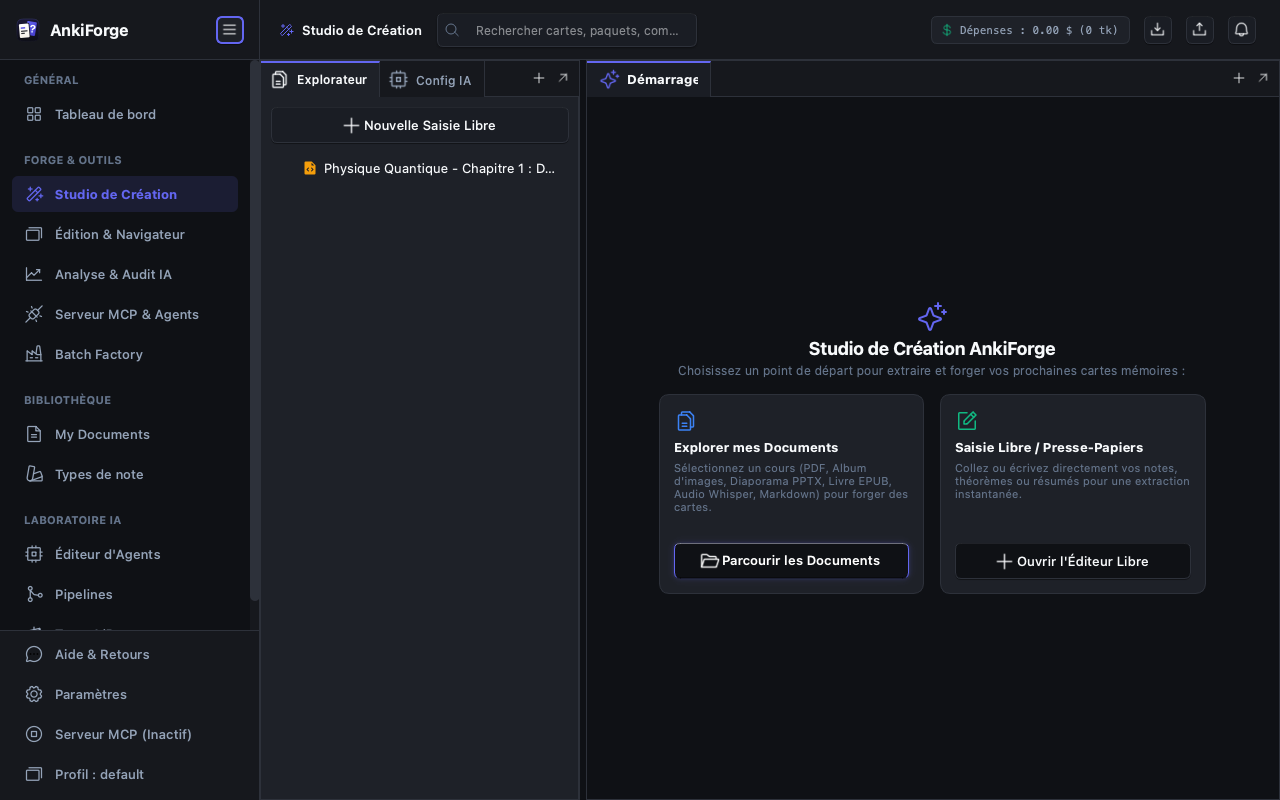 AnkiForge
Studio de Création
Rechercher cartes, paquets, com...
$ Dépenses : 0.00 $ (0 tk)
GÉNÉRAL
Tableau de bord
FORGE & OUTILS
Studio de Création
Édition & Navigateur
Analyse & Audit IA
Serveur MCP & Agents
Batch Factory
BIBLIOTHÈQUE
My Documents
Types de note
LABORATOIRE IA
Éditeur d'Agents
Pipelines
Aide & Retours
Paramètres
Serveur MCP (Inactif)
Profil : default
Explorateur
Config IA
Nouvelle Saisie Libre
Physique Quantique - Chapitre 1 : D...
Démarrage
Studio de Création AnkiForge
Choisissez un point de départ pour extraire et forger vos prochaines cartes mémoires :
Explorer mes Documents
Sélectionnez un cours (PDF, Album
d'images, Diaporama PPTX, Livre EPUB,
Audio Whisper, Markdown) pour forger des
cartes.
Parcourir les Documents
Saisie Libre / Presse-Papiers
Collez ou écrivez directement vos notes,
théorèmes ou résumés pour une extraction
instantanée.
Ouvrir l'Éditeur Libre